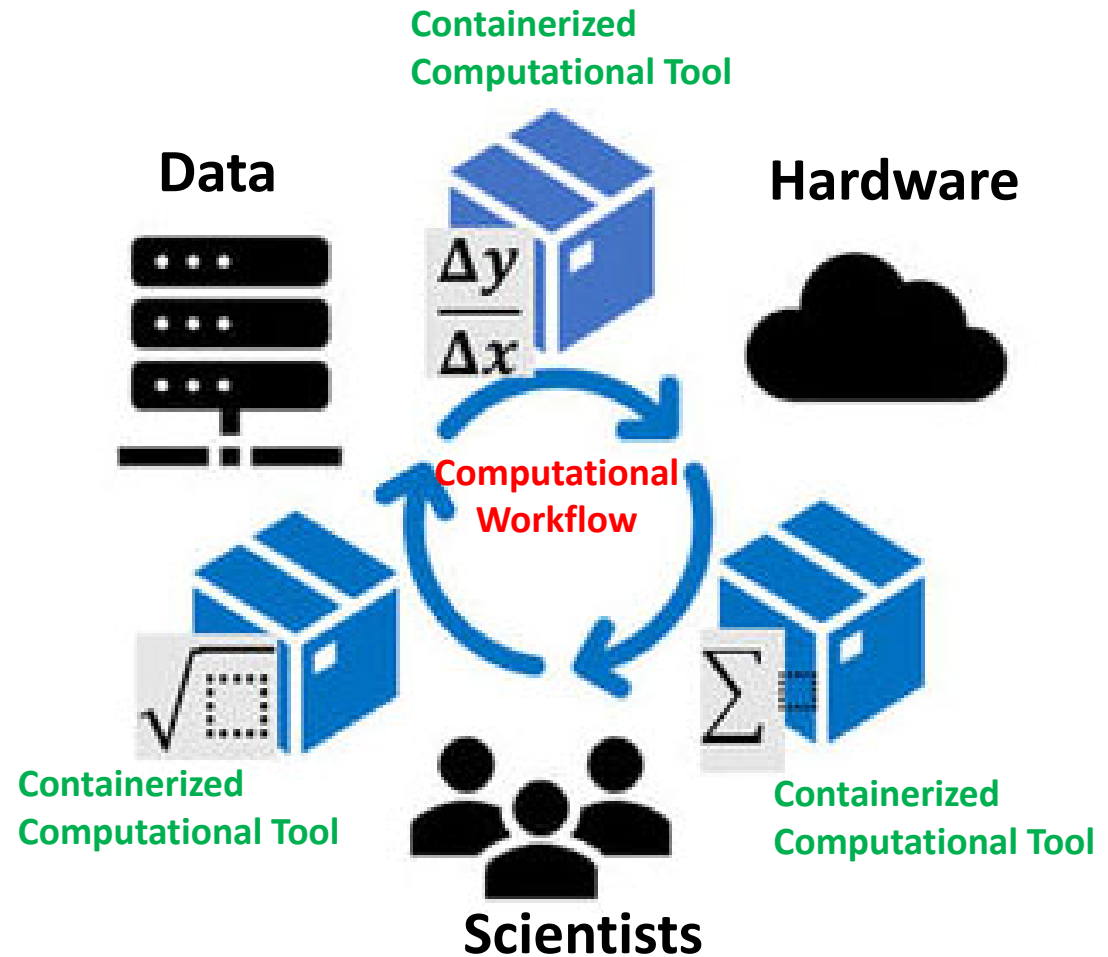 Containerized
Computational Tool
Data
Hardware
Δy
Δx
Computational
Workflow
√
∑
Containerized
Computational Tool
Containerized
Computational Tool
Scientists